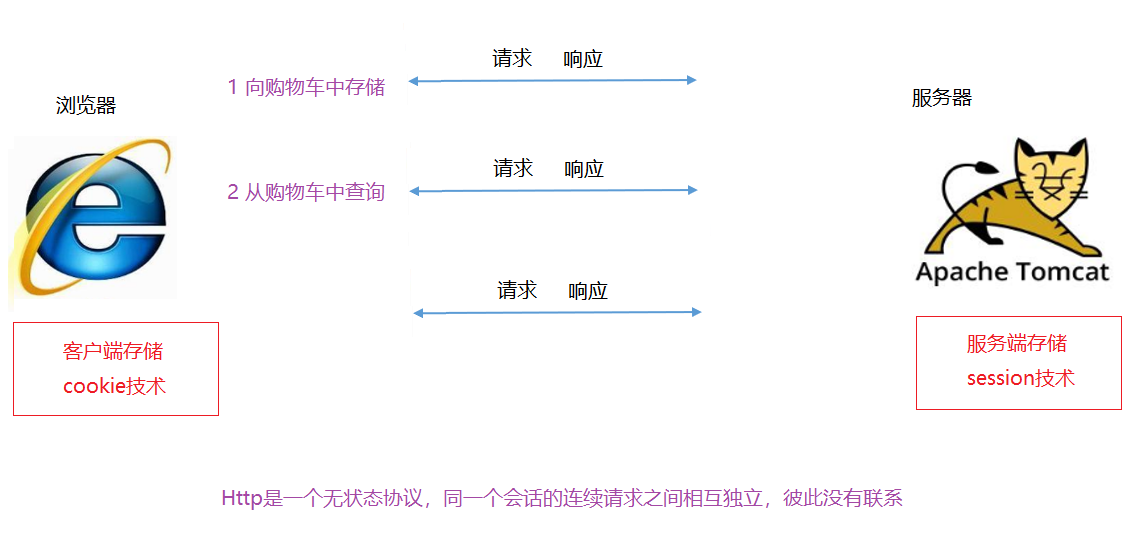 请求 响应
1 向购物车中存储
浏览器
服务器
请求 响应
2 从购物车中查询
Apache Tomcat
请求 响应
客户端存储
cookie技术
服务端存储
session技术
Http是一个无状态协议，同一个会话的连续请求之间相互独立，彼此没有联系